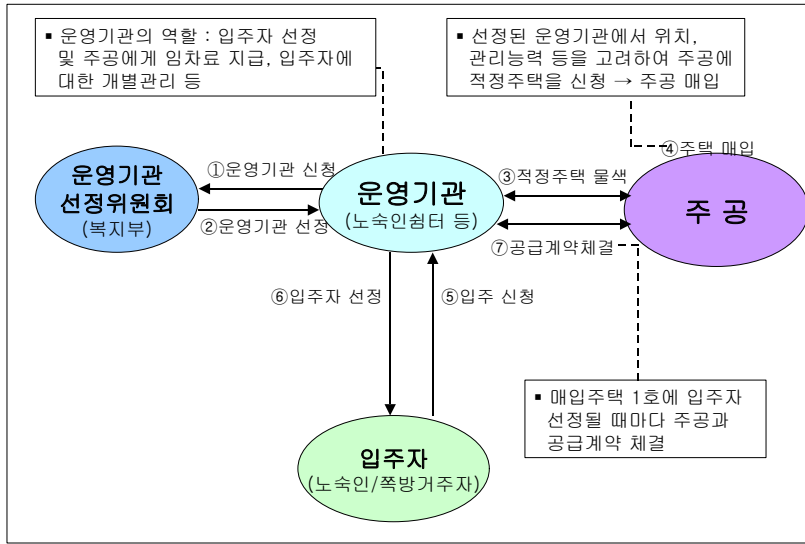 ▪ 운영기관의 역할 : 입주자 선정
및 주공에게 임차료 지급, 입주자에
대한 개별관리 등
▪ 선정된 운영기관에서 위치,
관리능력 등을 고려하여 주공에
적정주택을 신청 → 주공 매입
①운영기관 신청
④주택 매입
운영기관
선정위원회
(복지부)
운영기관
(노숙인쉼터 등)
③적정주택 물색
주 공
②운영기관 선정
⑦공급계약체결
⑥입주자 선정
⑤입주 신청
▪ 매입주택 1호에 입주자
선정될 때마다 주공과
공급계약 체결
입주자
(노숙인/쪽방거주자)